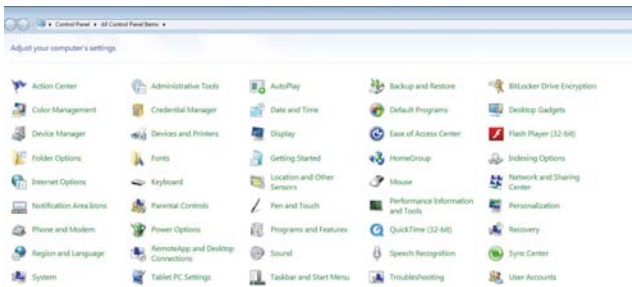 Control Panel ▸ All Control Panel Items ▸
Adjust your computer's settings
Action Center
Administrative Tools
AutoPlay
Backup and Restore
BitLocker Drive Encryption
Color Management
Credential Manager
Date and Time
Default Programs
Desktop Gadgets
Device Manager
Devices and Printers
Display
Ease of Access Center
Flash Player (32-bit)
Folder Options
Fonts
Getting Started
HomeGroup
Indexing Options
Internet Options
Keyboard
Location and Other
Sensors
Mouse
Network and Sharing
Center
Notification Area Icons
Parental Controls
Pen and Touch
Performance Information
and Tools
Personalization
Phone and Modem
Power Options
Programs and Features
QuickTime (32-bit)
Recovery
Region and Language
RemoteApp and Desktop
Connections
Sound
Speech Recognition
Sync Center
System
Tablet PC Settings
Taskbar and Start Menu
Troubleshooting
User Accounts